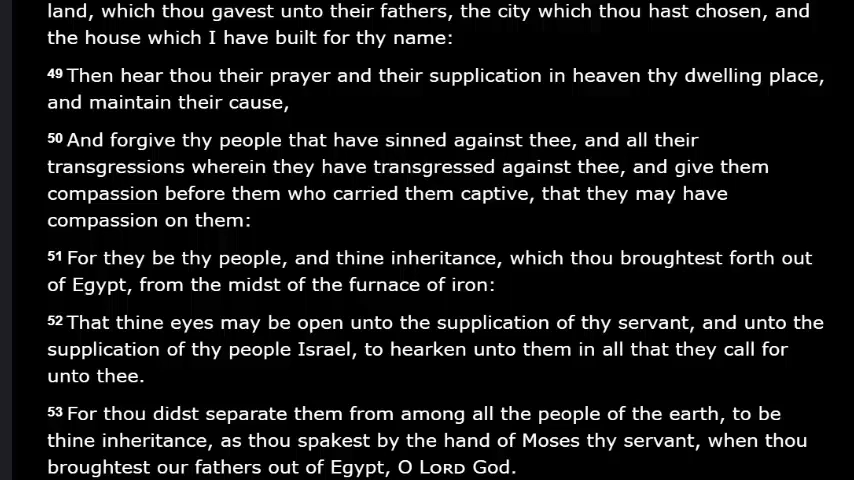 land, which thou gavest unto their fathers, the city which thou hast chosen, and
the house which I have built for thy name:
49 Then hear thou their prayer and their supplication in heaven thy dwelling place,
and maintain their cause,
50 And forgive thy people that have sinned against thee, and all their
transgressions wherein they have transgressed against thee, and give them
compassion before them who carried them captive, that they may have
compassion on them:
51 For they be thy people, and thine inheritance, which thou broughtest forth out
of Egypt, from the midst of the furnace of iron:
52 That thine eyes may be open unto the supplication of thy servant, and unto the
supplication of thy people Israel, to hearken unto them in all that they call for
unto thee.
53 For thou didst separate them from among all the people of the earth, to be
thine inheritance, as thou spakest by the hand of Moses thy servant, when thou
broughtest our fathers out of Egypt, O LORD God.